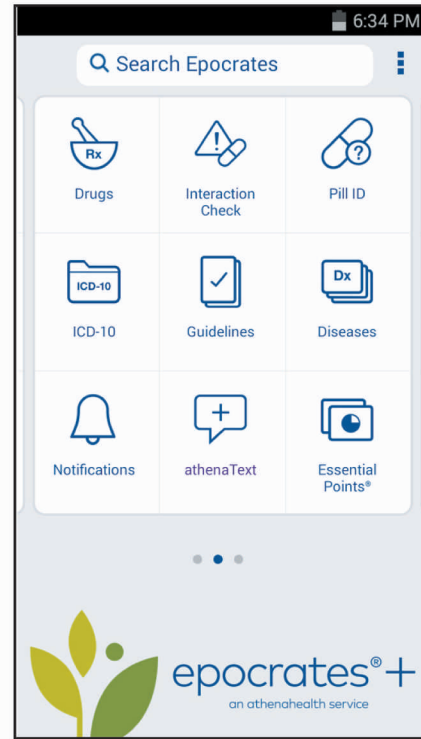 6:34 PM
Search Epocrates
Rx
Drugs
Interaction
Check
?
Pill ID
ICD-10
ICD-10
Guidelines
Dx
Diseases
Notifications
athenaText
Essential
Points®
epocrates®+
an athenahealth service